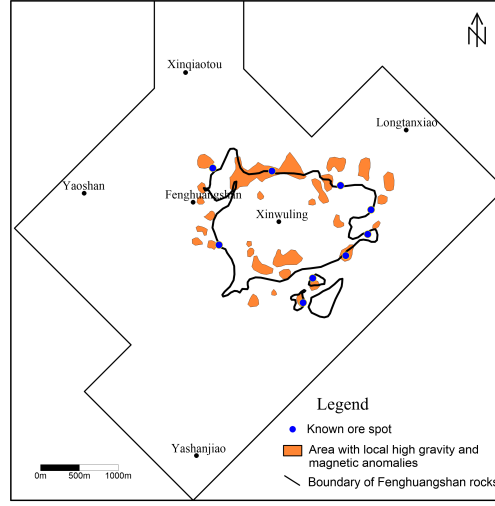 N
Xinqiaotou
Longtanxiao
Yaoshan
Fenghuangshan
Xinwuling
Legend
Known ore spot
Area with local high gravity and
magnetic anomalies
Boundary of Fenghuangshan rocks
Yashanjiao
0m 500m 1000m